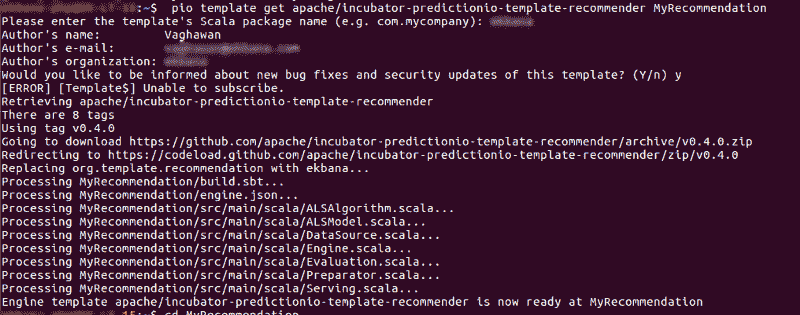 :~$ pio template get apache/incubator-predictionio-template-recommender MyRecommendation
Please enter the template's Scala package name (e.g. com.mycompany):
Author's name: Vaghawan
Author's e-mail:
Author's organization:
Would you like to be informed about new bug fixes and security updates of this template? (Y/n) y
[ERROR] [Template$] Unable to subscribe.
Retrieving apache/incubator-predictionio-template-recommender
There are 8 tags
Using tag v0.4.0
Going to download https://github.com/apache/incubator-predictionio-template-recommender/archive/v0.4.0.zip
Redirecting to https://codeload.github.com/apache/incubator-predictionio-template-recommender/zip/v0.4.0
Replacing org.template.recommendation with ekbana...
Processing MyRecommendation/build.sbt...
Processing MyRecommendation/engine.json...
Processing MyRecommendation/src/main/scala/ALSAlgorithm.scala...
Processing MyRecommendation/src/main/scala/ALSModel.scala...
Processing MyRecommendation/src/main/scala/DataSource.scala...
Processing MyRecommendation/src/main/scala/Engine.scala...
Processing MyRecommendation/src/main/scala/Evaluation.scala...
Processing MyRecommendation/src/main/scala/Preparator.scala...
Processing MyRecommendation/src/main/scala/Serving.scala...
Engine template apache/incubator-predictionio-template-recommender is now ready at MyRecommendation
15:~$ cd MyRecommendation